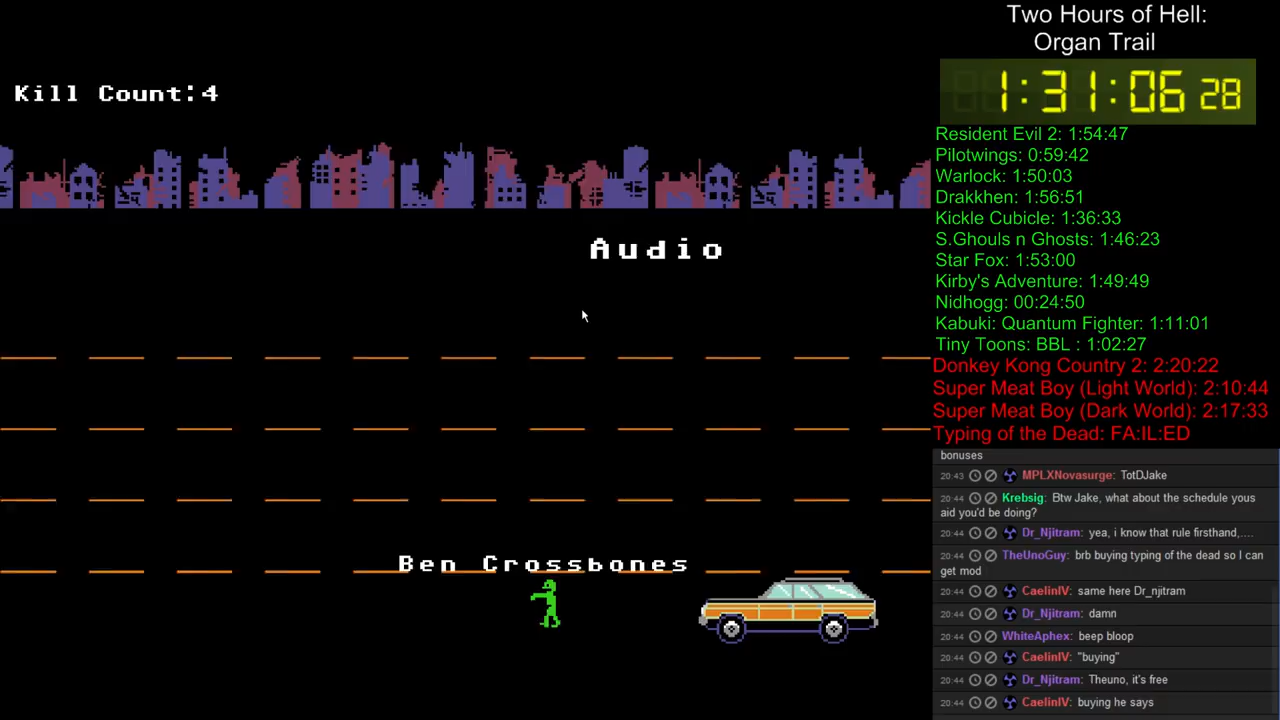 Two Hours of Hell:
Organ Trail
1:31:06 28
Kill Count:4
Audio
Ben Crossbones
Resident Evil 2: 1:54:47
Pilotwings: 0:59:42
Warlock: 1:50:03
Drakkhen: 1:56:51
Kickle Cubicle: 1:36:33
S.Ghouls n Ghosts: 1:46:23
Star Fox: 1:53:00
Kirby's Adventure: 1:49:49
Nidhogg: 00:24:50
Kabuki: Quantum Fighter: 1:11:01
Tiny Toons: BBL : 1:02:27
Donkey Kong Country 2: 2:20:22
Super Meat Boy (Light World): 2:10:44
Super Meat Boy (Dark World): 2:17:33
Typing of the Dead: FA:IL:ED
bonuses
20:43 MPLXNovasurge: TotDJake
20:44 Krebsig: Btw Jake, what about the schedule yous
aid you'd be doing?
20:44 Dr_Njitram: yea, i know that rule firsthand,....
20:44 TheUnoGuy: brb buying typing of the dead so I can
get mod
20:44 CaelinIV: same here Dr_njitram
20:44 Dr_Njitram: damn
20:44 WhiteAphex: beep bloop
20:44 CaelinIV: "buying"
20:44 Dr_Njitram: Theuno, it's free
20:44 CaelinIV: buying he says